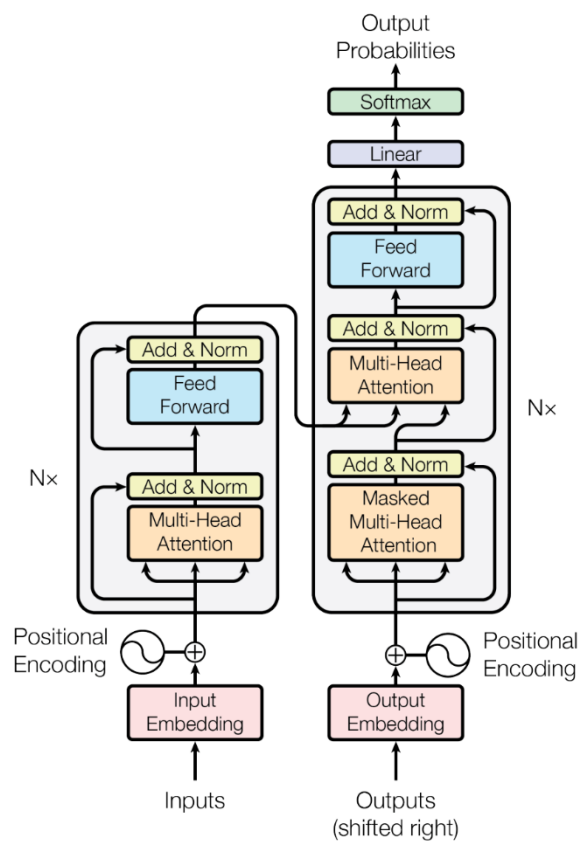 Output
Probabilities
Softmax
Linear
Add & Norm
Feed
Forward
Add & Norm
Multi-Head
Attention
Add & Norm
Masked
Multi-Head
Attention
Nx
Add & Norm
Feed
Forward
Add & Norm
Multi-Head
Attention
Nx
Positional
Encoding
Positional
Encoding
Input
Embedding
Output
Embedding
Inputs
Outputs
(shifted right)